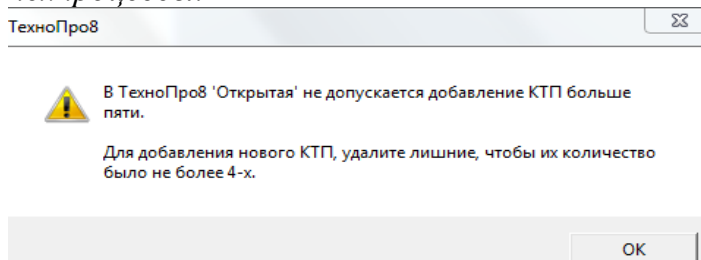 ТехноПро8
В ТехноПро8 'Открытая' не допускается добавление КТП больше
пяти.
Для добавления нового КТП, удалите лишние, чтобы их количество
было не более 4-х.
ОК